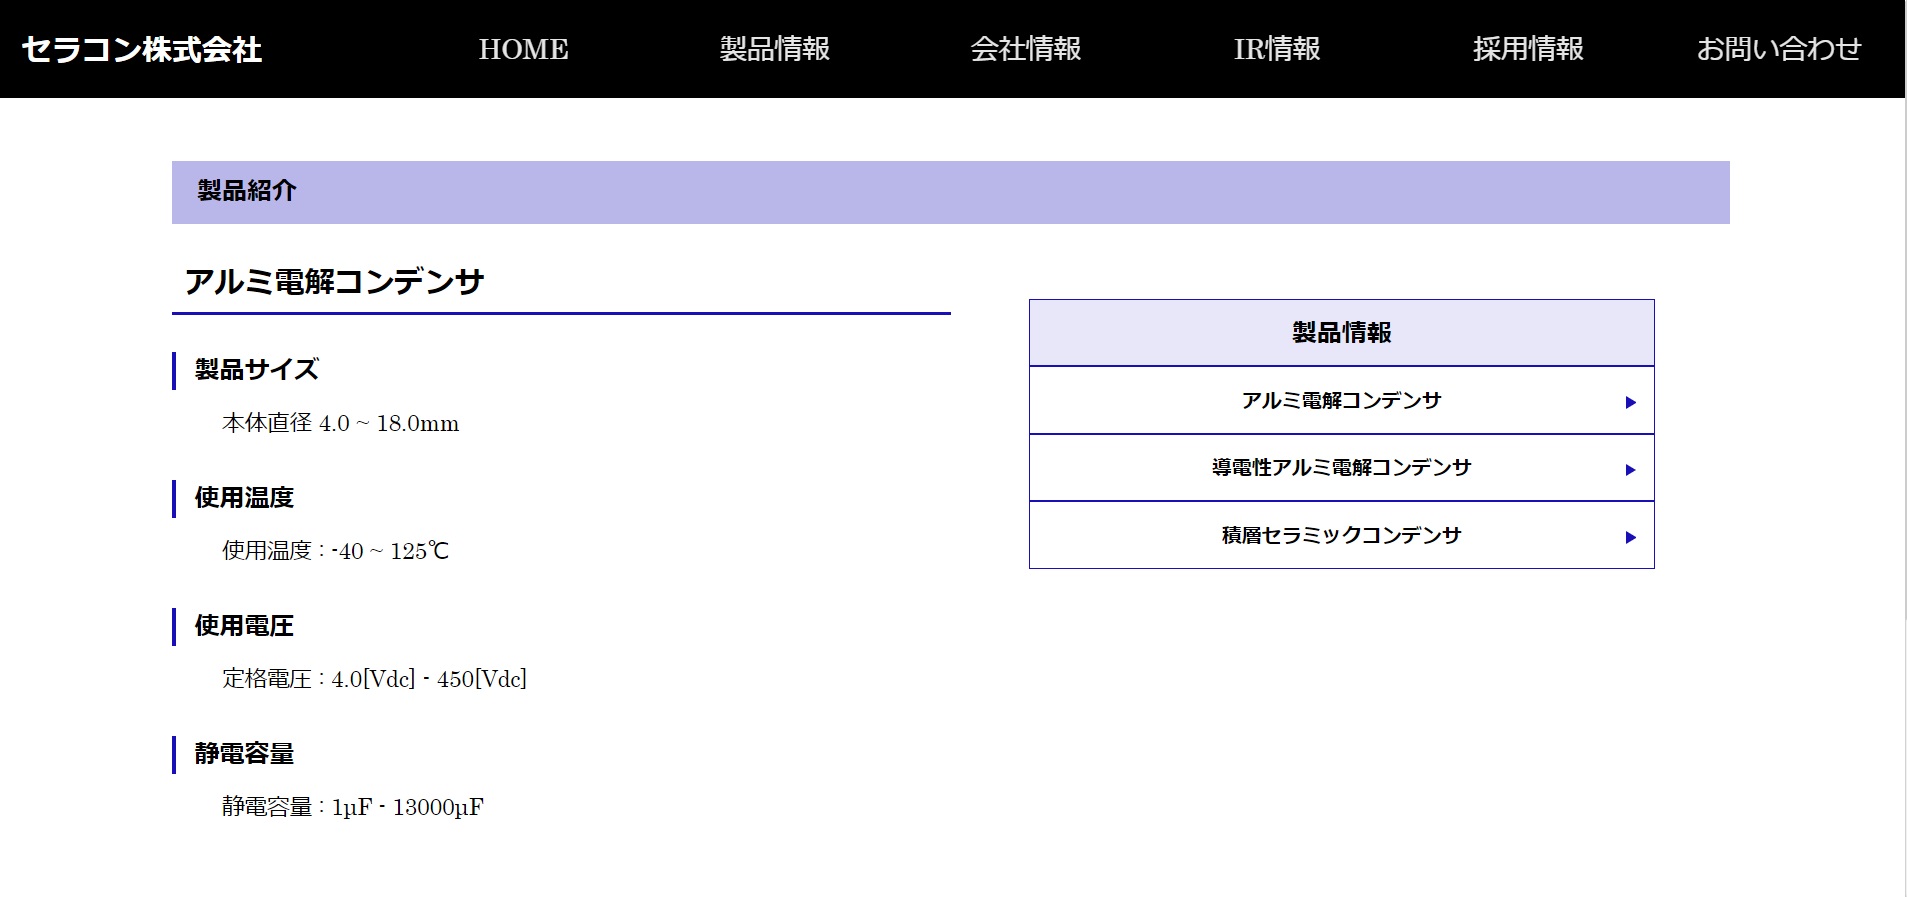 セラコン株式会社 HOME 製品情報 会社情報 IR情報 採用情報 お問い合わせ
製品紹介
アルミ電解コンデンサ
製品サイズ
本体直径 4.0 ~ 18.0mm
使用温度
使用温度 : -40 ~ 125℃
使用電圧
定格電圧 : 4.0[Vdc] - 450[Vdc]
静電容量
静電容量 : 1μF - 13000μF
製品情報
アルミ電解コンデンサ
導電性アルミ電解コンデンサ
積層セラミックコンデンサ